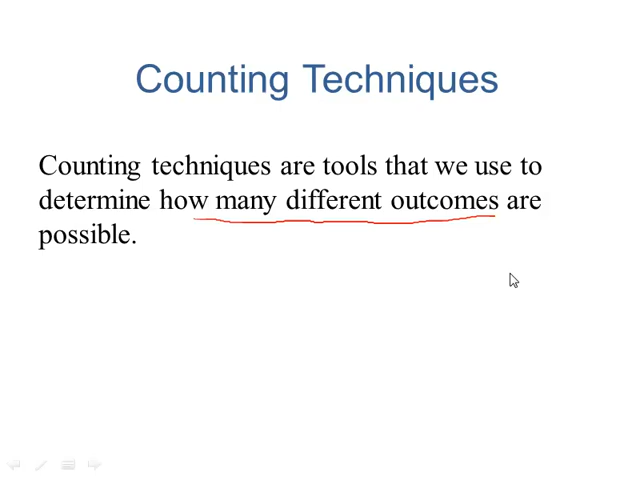 Counting Techniques
Counting techniques are tools that we use to
determine how many different outcomes are
possible.